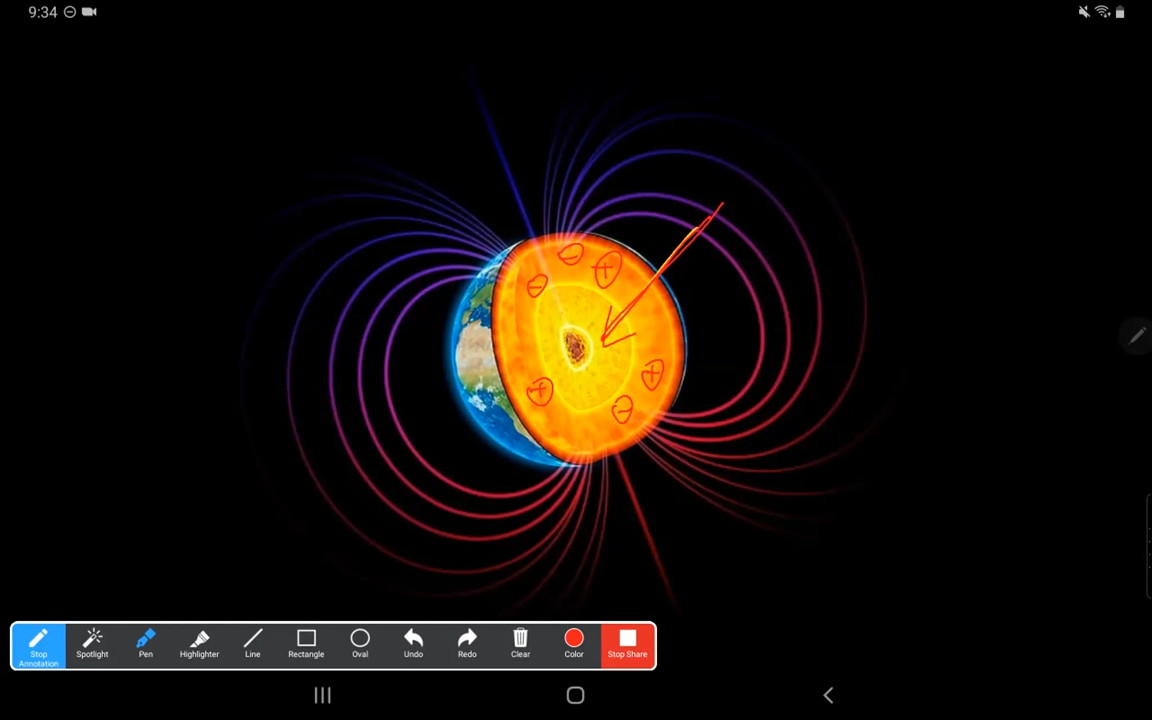 9:34
−
+
−
+
+
−
Stop Annotation
Spotlight
Pen
Highlighter
Line
Rectangle
Oval
Undo
Redo
Clear
Color
Stop Share